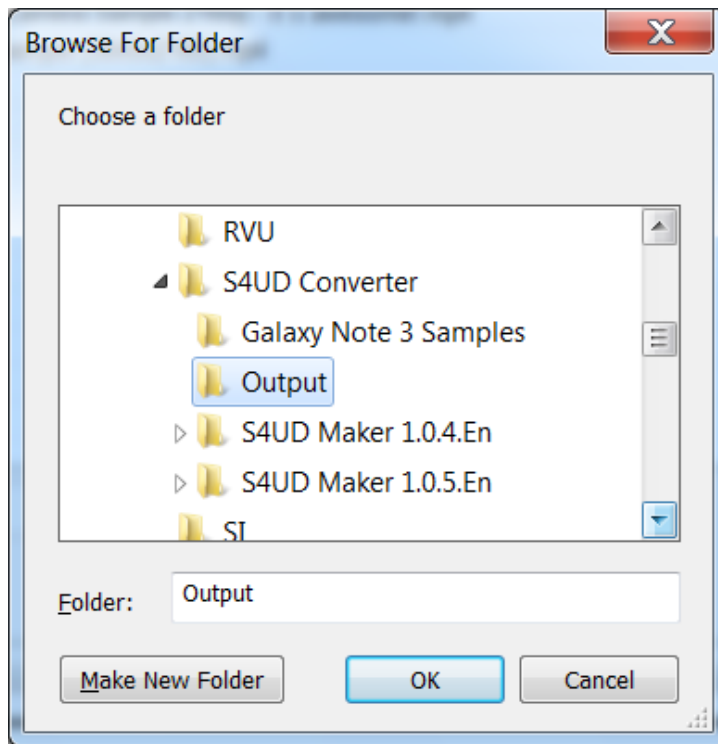 Browse For Folder
Choose a folder
RVU
S4UD Converter
Galaxy Note 3 Samples
Output
S4UD Maker 1.0.4.En
S4UD Maker 1.0.5.En
SI
Folder: Output
Make New Folder OK Cancel